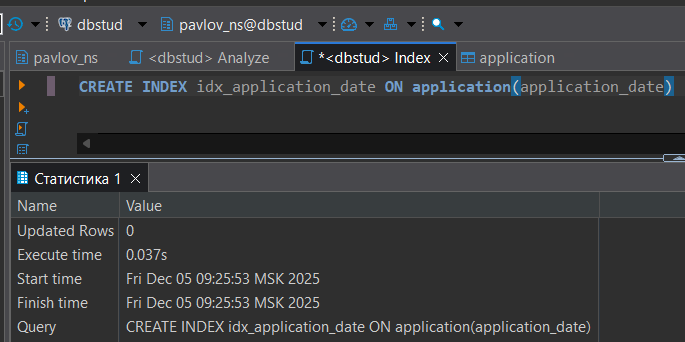 dbstud pavlov_ns@dbstud
pavlov_ns <dbstud> Analyze *<dbstud> Index application
CREATE INDEX idx_application_date ON application(application_date)
Статистика 1
Name Value
Updated Rows 0
Execute time 0.037s
Start time Fri Dec 05 09:25:53 MSK 2025
Finish time Fri Dec 05 09:25:53 MSK 2025
Query CREATE INDEX idx_application_date ON application(application_date)